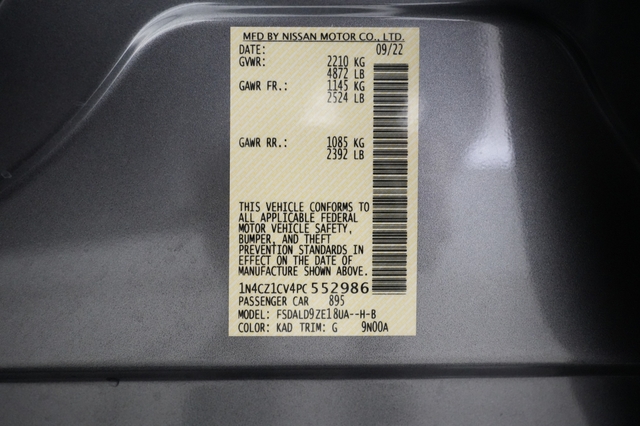 MFD BY NISSAN MOTOR CO., LTD.
DATE: 09/22
GVWR: 2210 KG
4872 LB
GAWR FR.: 1145 KG
2524 LB
GAWR RR.: 1085 KG
2392 LB
THIS VEHICLE CONFORMS TO
ALL APPLICABLE FEDERAL
MOTOR VEHICLE SAFETY,
BUMPER, AND THEFT
PREVENTION STANDARDS IN
EFFECT ON THE DATE OF
MANUFACTURE SHOWN ABOVE.
1N4CZ1CV4PC552986
PASSENGER CAR 895
MODEL: FSDALD9ZE18UA--H-B
COLOR: KAD TRIM: G 9N00A